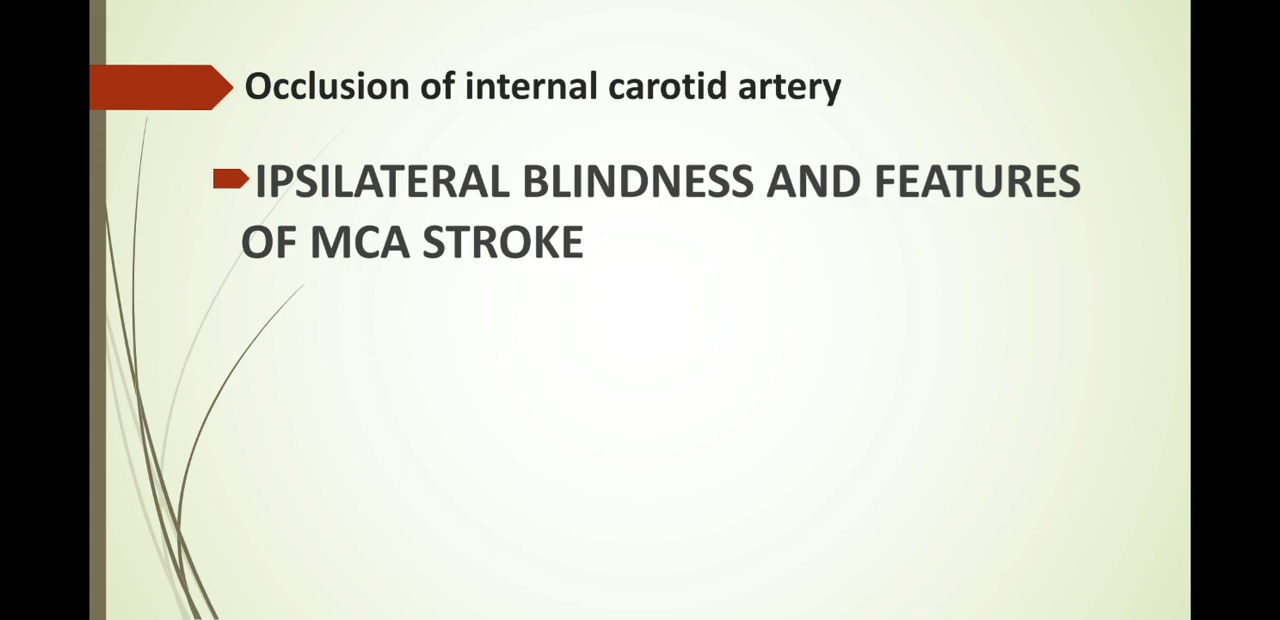 Occlusion of internal carotid artery
IPSILATERAL BLINDNESS AND FEATURES
OF MCA STROKE